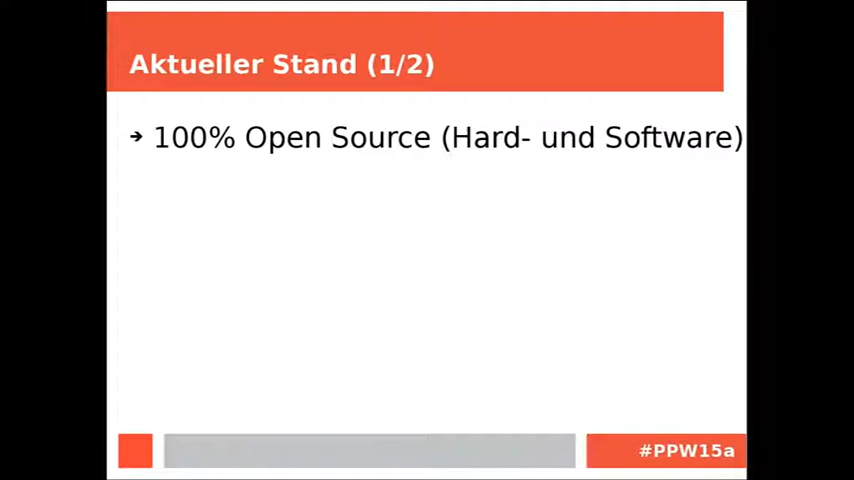 Aktueller Stand (1/2)
➔ 100% Open Source (Hard- und Software)
#PPW15a